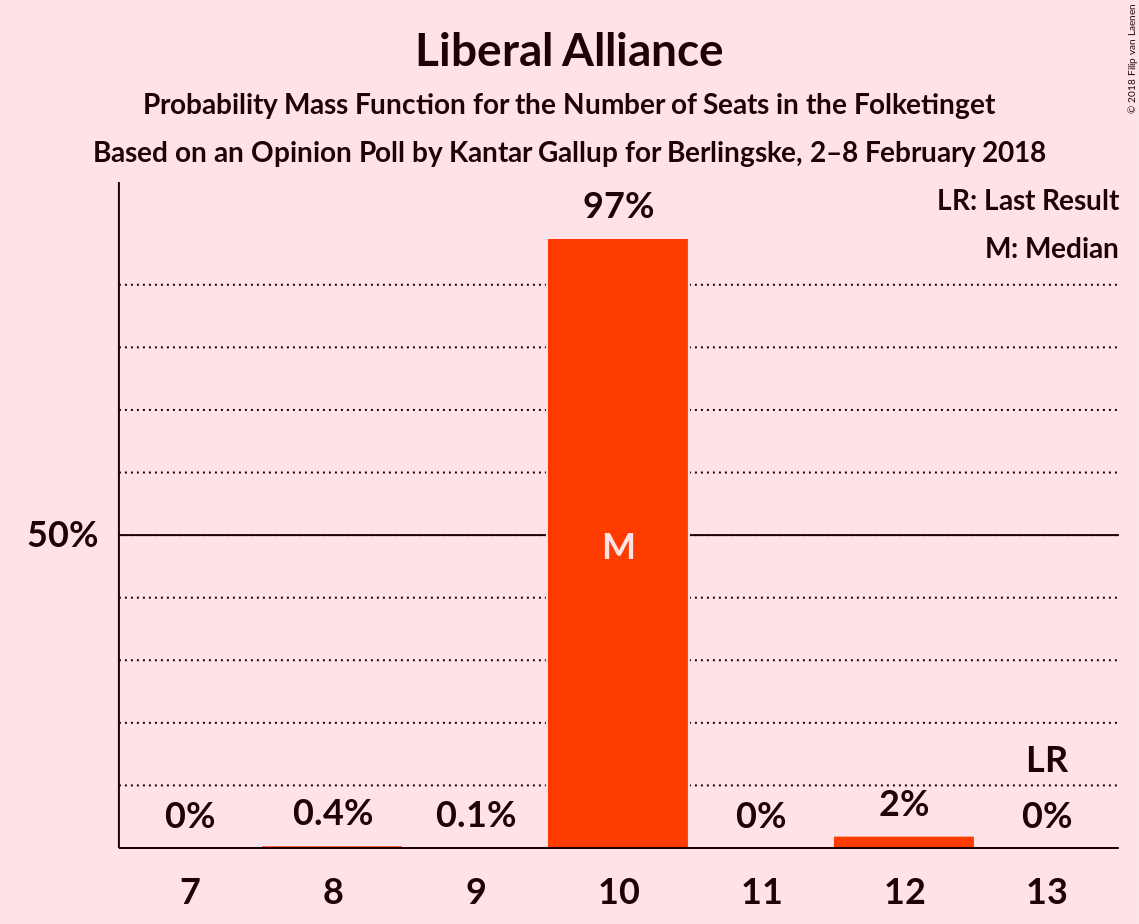 Liberal Alliance
Probability Mass Function for the Number of Seats in the Folketinget
Based on an Opinion Poll by Kantar Gallup for Berlingske, 2–8 February 2018
© 2018 Filip van Laenen
LR: Last Result
M: Median
97%
50%
M
LR
0%
0.4%
0.1%
0%
2%
0%
7
8
9
10
11
12
13